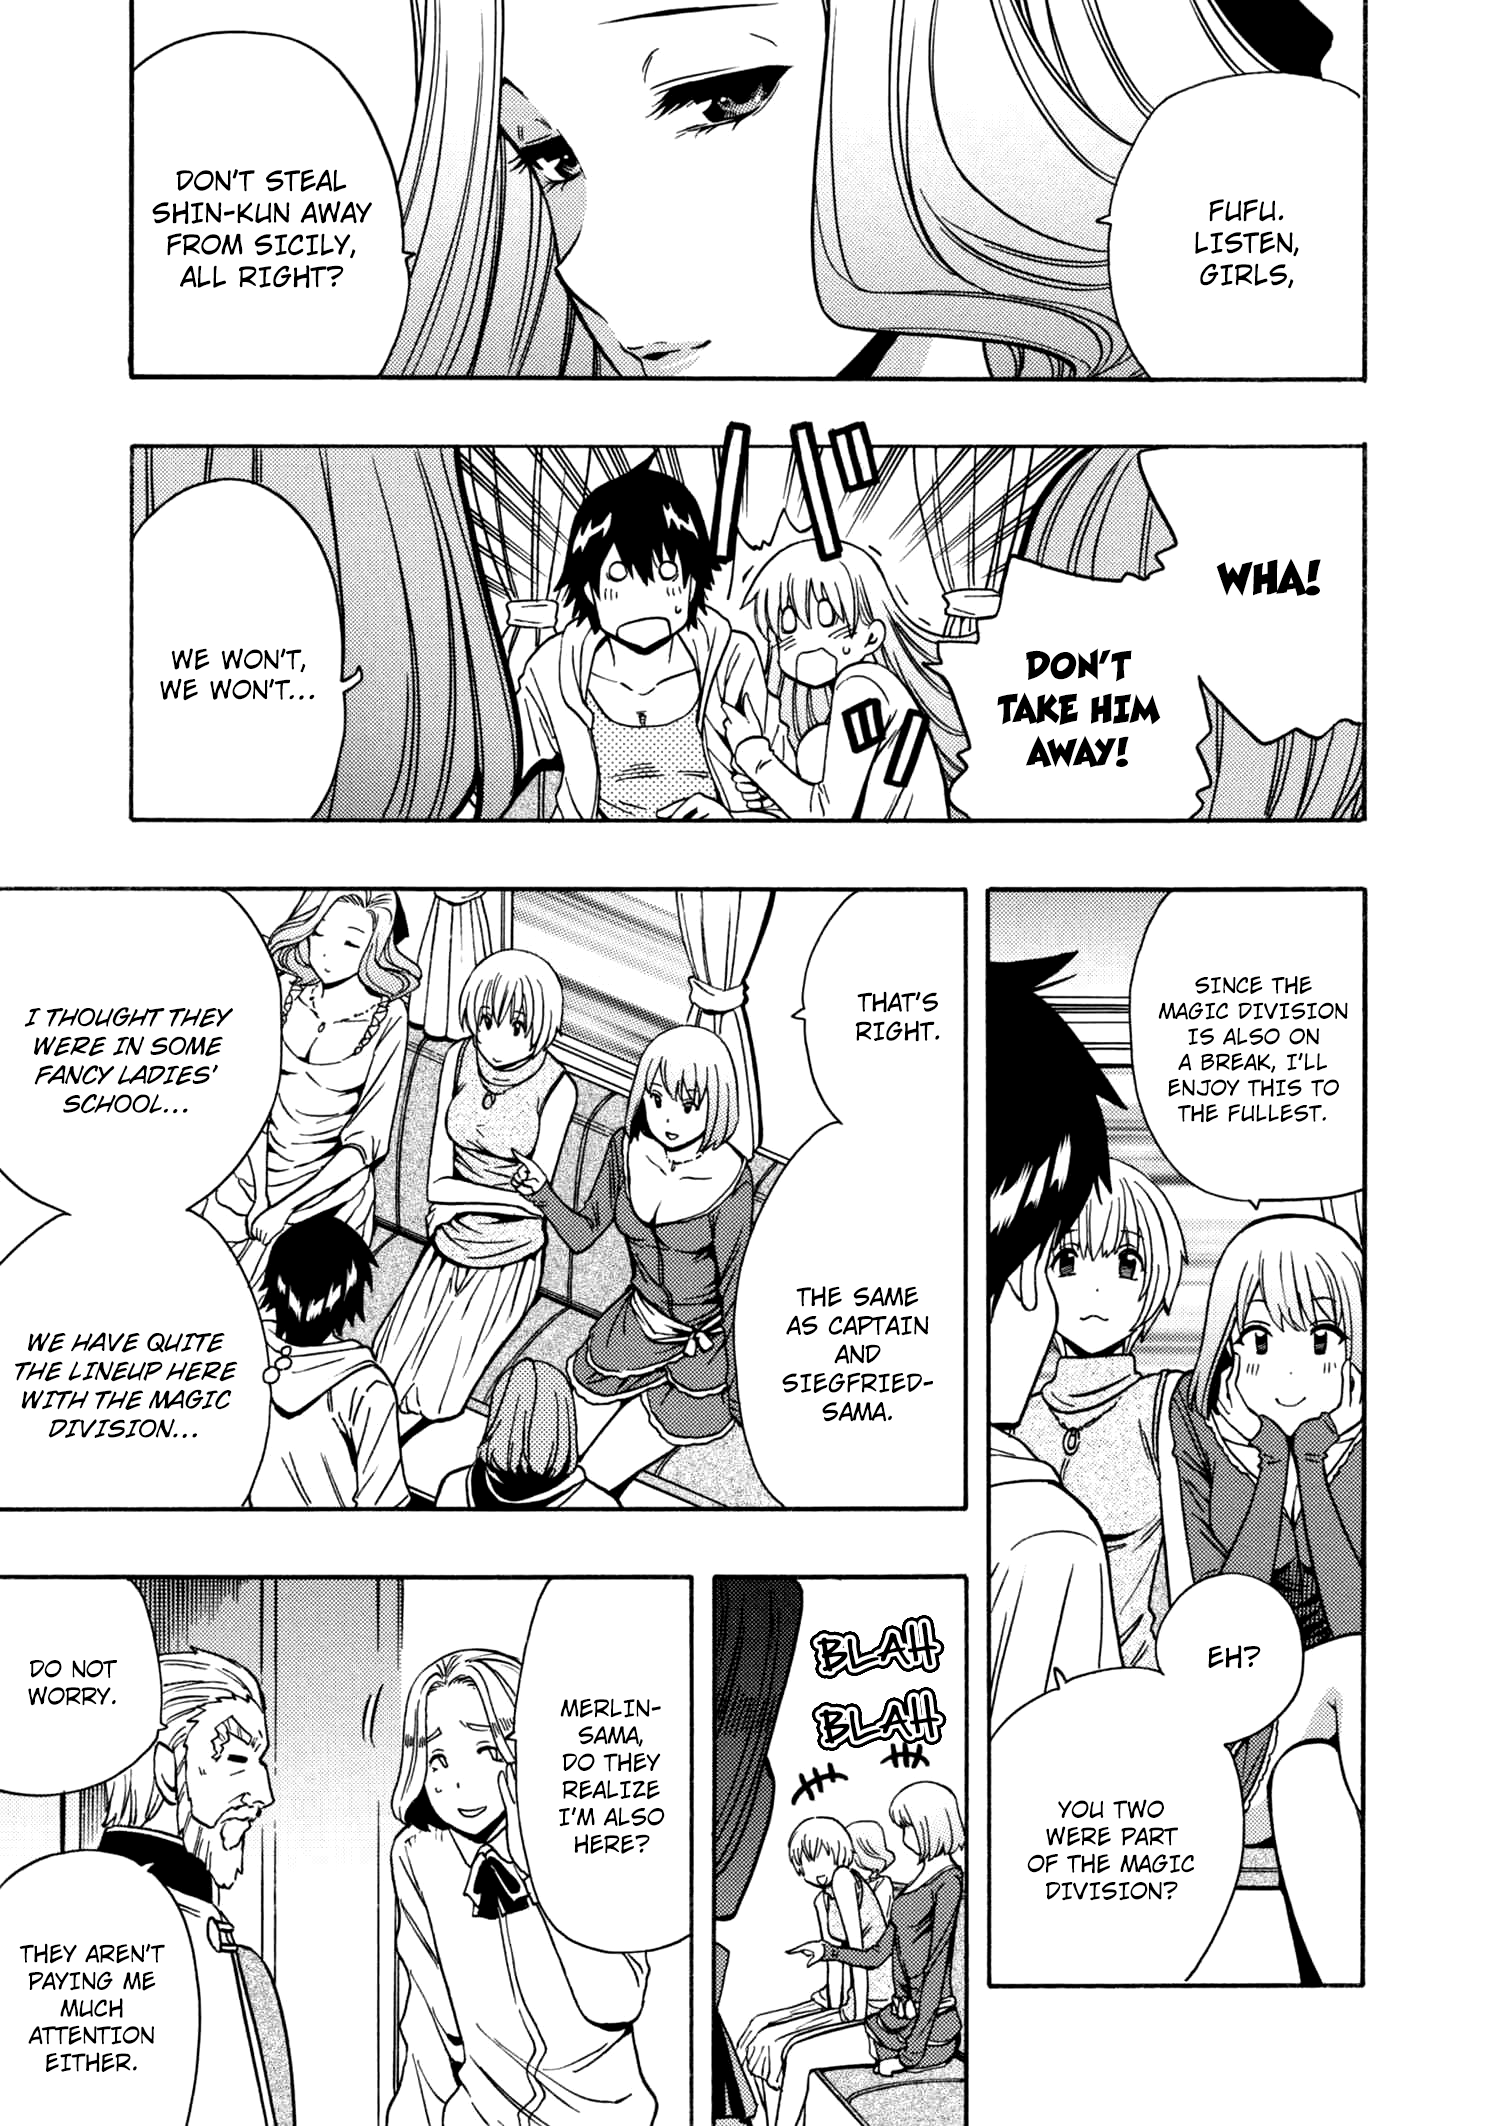 FUFU.
LISTEN,
GIRLS,
DON'T STEAL
SHIN-KUN AWAY
FROM SICILY,
ALL RIGHT?
WHA!
DON'T
TAKE HIM
AWAY!
WE WON'T,
WE WON'T...
SINCE THE
MAGIC DIVISION
IS ALSO ON
A BREAK, I'LL
ENJOY THIS TO
THE FULLEST.
EH?
YOU TWO
WERE PART
OF THE MAGIC
DIVISION?
THAT'S
RIGHT.
THE SAME
AS CAPTAIN
AND
SIEGFRIED-
SAMA.
I THOUGHT THEY
WERE IN SOME
FANCY LADIES'
SCHOOL...
WE HAVE QUITE
THE LINEUP HERE
WITH THE MAGIC
DIVISION...
BLAH
BLAH
MERLIN-
SAMA,
DO THEY
REALIZE
I'M ALSO
HERE?
DO NOT
WORRY.
THEY AREN'T
PAYING ME
MUCH
ATTENTION
EITHER.